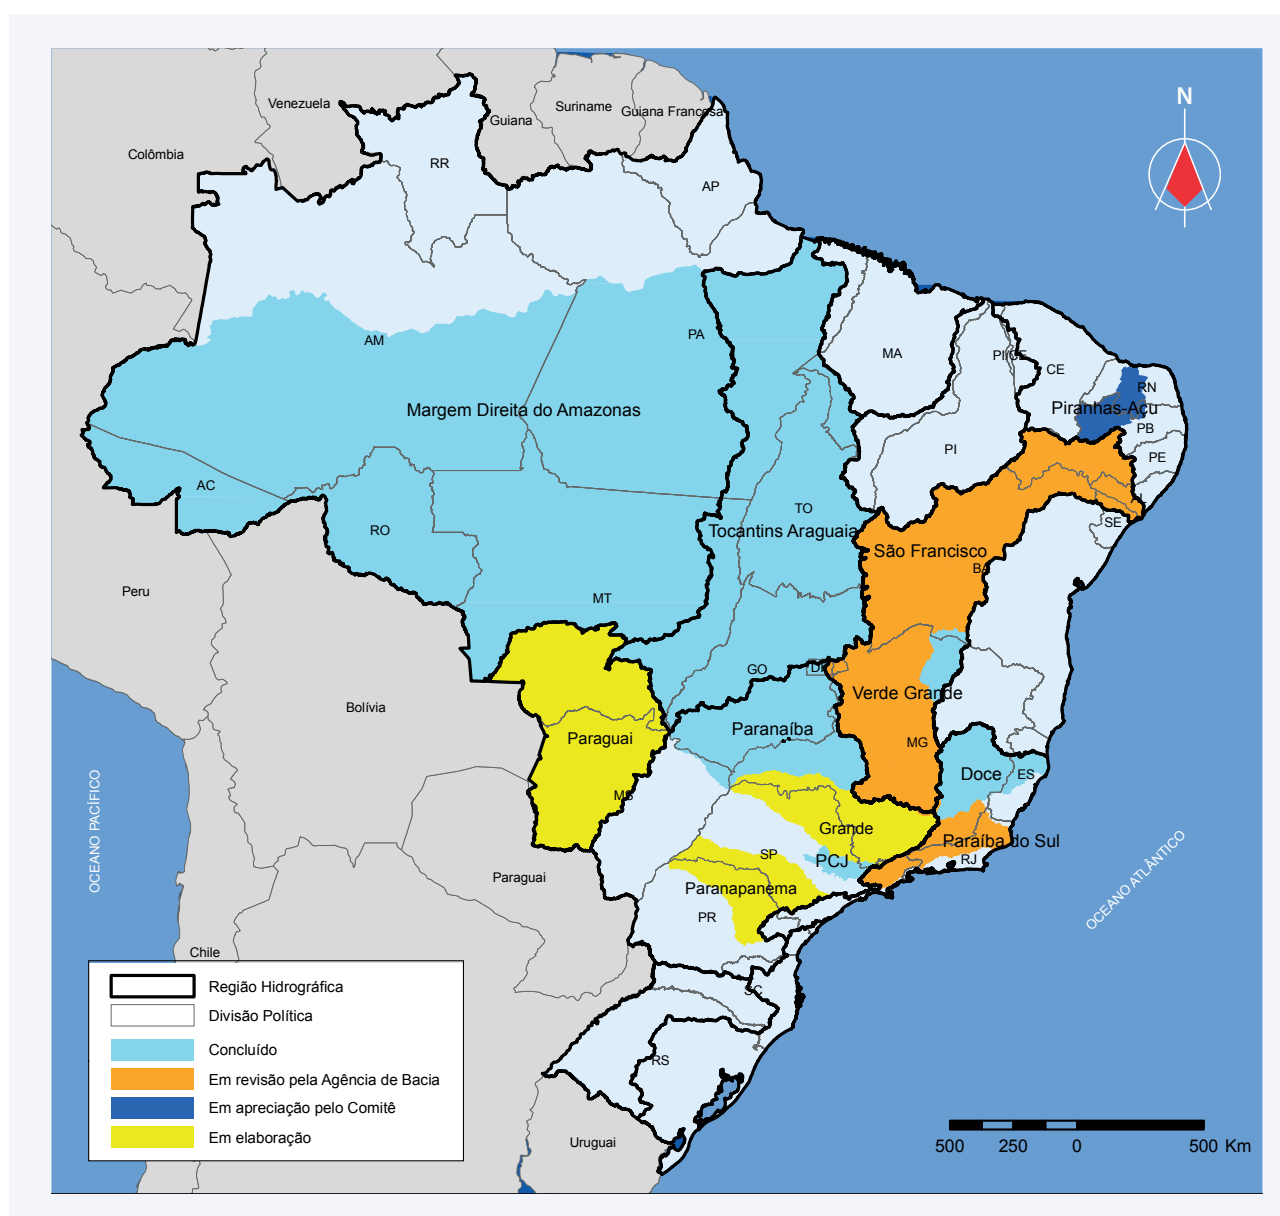 N
Venezuela
Suriname
Guiana Francesa
Guiana
Colômbia
RR
AP
AM
PA
MA
PI
CE
CE
RN
Piranhas-Açu
PB
Margem Direita do Amazonas
PI
PE
AC
TO
SE
RO
Tocantins Araguaia
São Francisco
BA
Peru
MT
GO
DF
Verde Grande
Bolívia
Paranaíba
Paraguai
MG
Doce
ES
MS
OCEANO PACÍFICO
Grande
Paraíba do Sul
SP
PCJ
RJ
OCEANO ATLÂNTICO
Paraguai
Paranapanema
PR
Chile
SC
RS
Uruguai
Região Hidrográfica
Divisão Política
Concluído
Em revisão pela Agência de Bacia
Em apreciação pelo Comitê
Em elaboração
500 250 0 500 Km